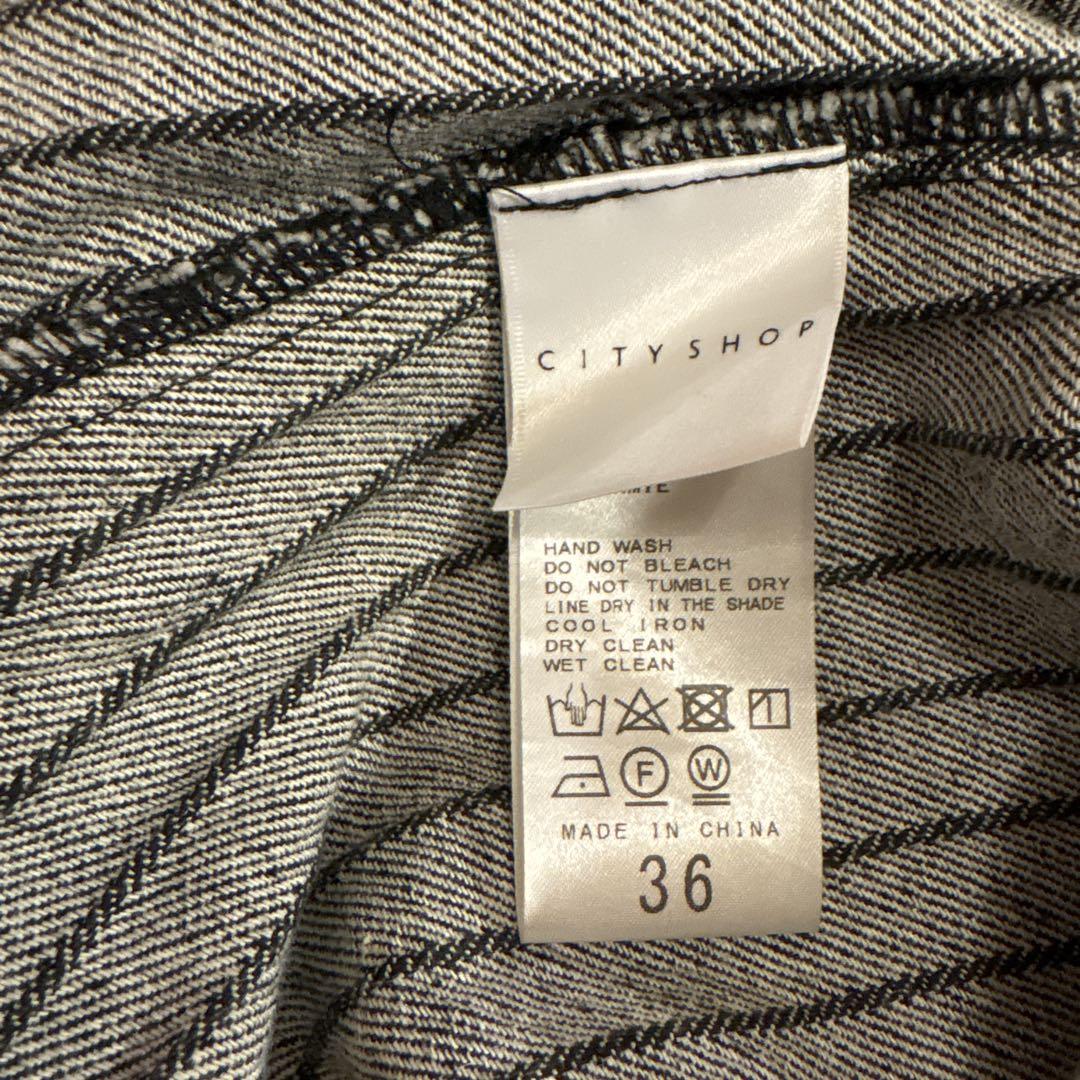 CITYSHOP
HAND WASH
DO NOT BLEACH
DO NOT TUMBLE DRY
LINE DRY IN THE SHADE
COOL IRON
DRY CLEAN
WET CLEAN
F W
MADE IN CHINA
36